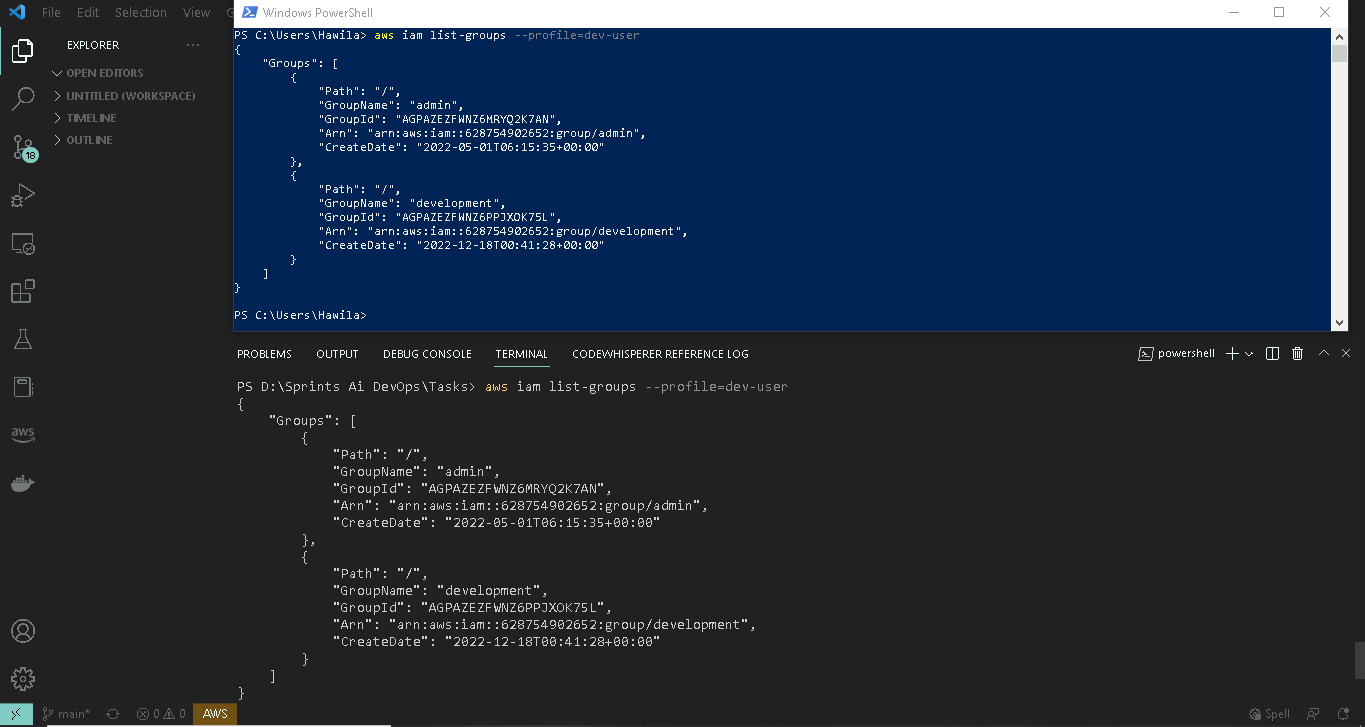 File Edit Selection View G
Windows PowerShell
EXPLORER
OPEN EDITORS
UNTITLED (WORKSPACE)
TIMELINE
OUTLINE
18
aws
PS C:\Users\Hawila> aws iam list-groups --profile=dev-user
{
    "Groups": [
        {
            "Path": "/",
            "GroupName": "admin",
            "GroupId": "AGPAZEZFWNZ6MRYQ2K7AN",
            "Arn": "arn:aws:iam::628754902652:group/admin",
            "CreateDate": "2022-05-01T06:15:35+00:00"
        },
        {
            "Path": "/",
            "GroupName": "development",
            "GroupId": "AGPAZEZFWNZ6PPJXOK75L",
            "Arn": "arn:aws:iam::628754902652:group/development",
            "CreateDate": "2022-12-18T00:41:28+00:00"
        }
    ]
}
PS C:\Users\Hawila>
PROBLEMS OUTPUT DEBUG CONSOLE TERMINAL CODEWHISPERER REFERENCE LOG powershell
PS D:\Sprints Ai DevOps\Tasks> aws iam list-groups --profile=dev-user
{
    "Groups": [
        {
            "Path": "/",
            "GroupName": "admin",
            "GroupId": "AGPAZEZFWNZ6MRYQ2K7AN",
            "Arn": "arn:aws:iam::628754902652:group/admin",
            "CreateDate": "2022-05-01T06:15:35+00:00"
        },
        {
            "Path": "/",
            "GroupName": "development",
            "GroupId": "AGPAZEZFWNZ6PPJXOK75L",
            "Arn": "arn:aws:iam::628754902652:group/development",
            "CreateDate": "2022-12-18T00:41:28+00:00"
        }
    ]
}
main* 0 0 AWS Spell